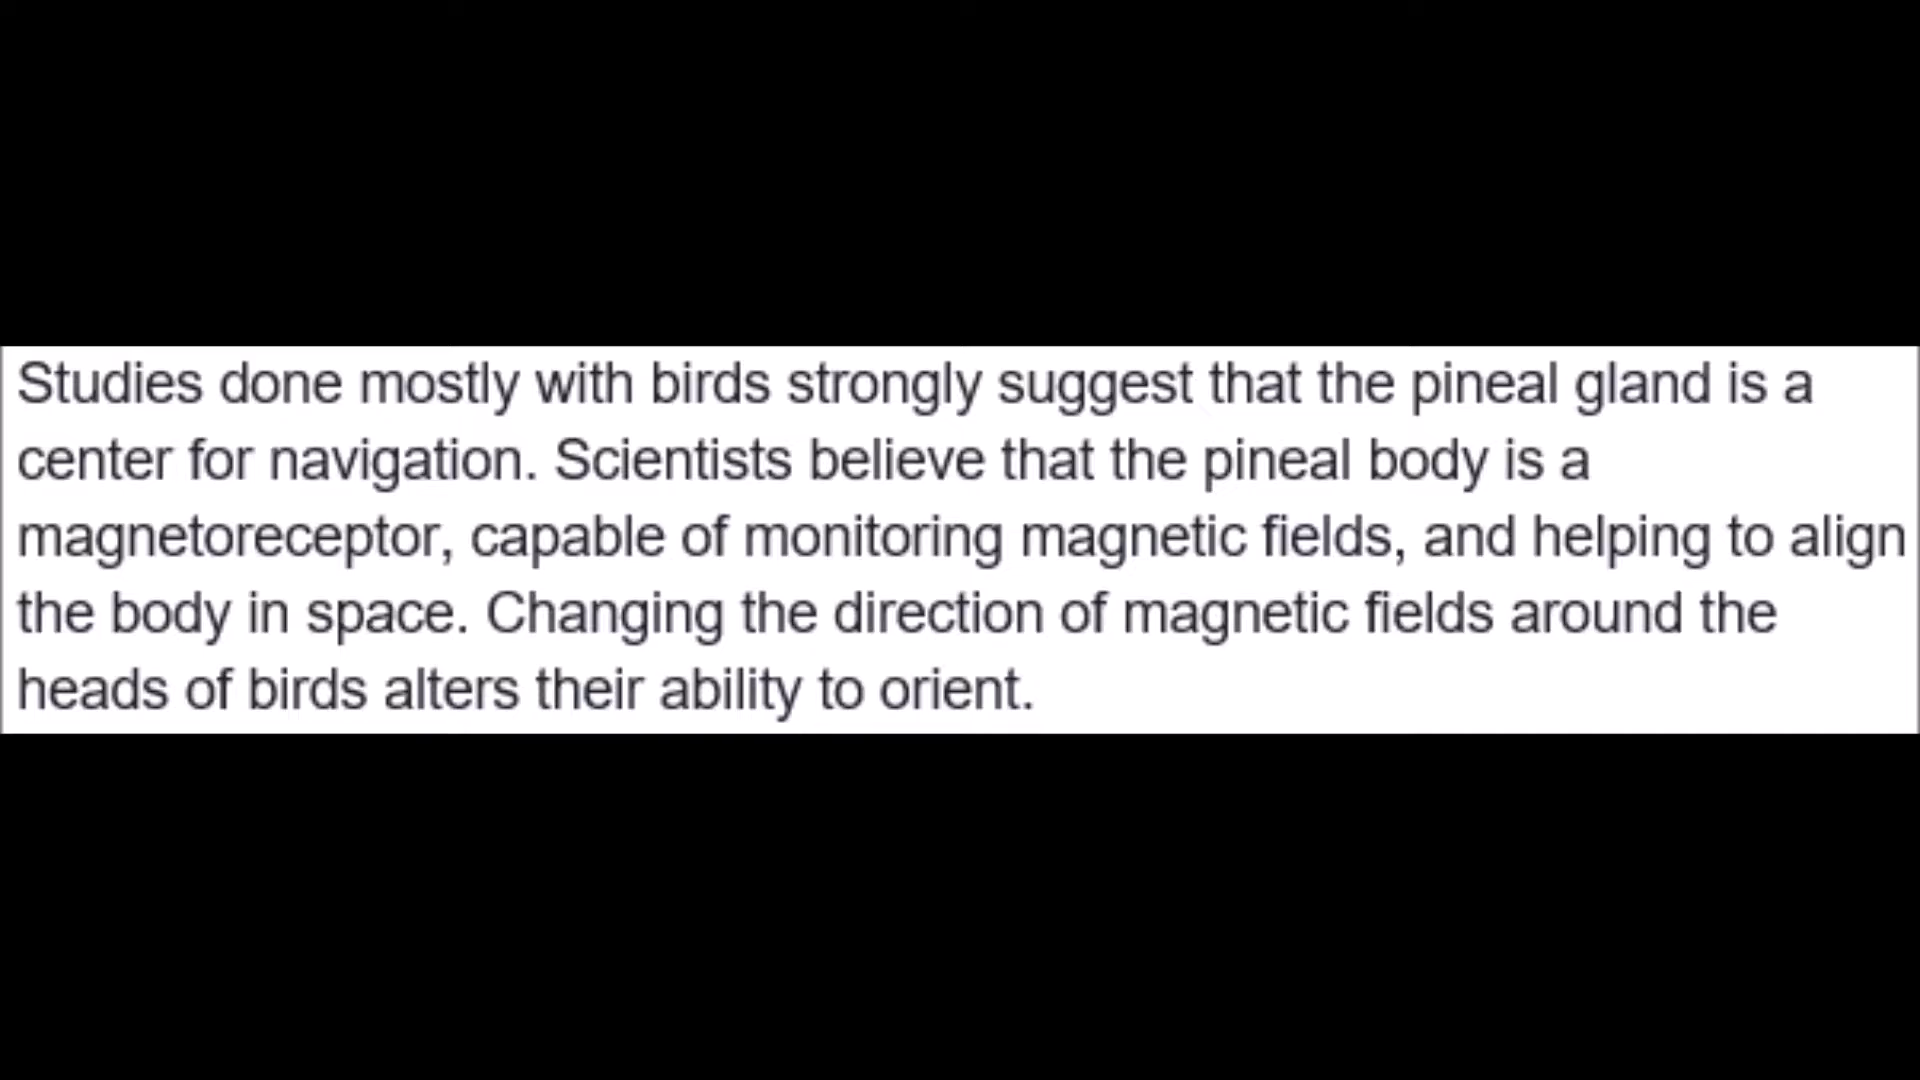 Studies done mostly with birds strongly suggest that the pineal gland is a
center for navigation. Scientists believe that the pineal body is a
magnetoreceptor, capable of monitoring magnetic fields, and helping to align
the body in space. Changing the direction of magnetic fields around the
heads of birds alters their ability to orient.